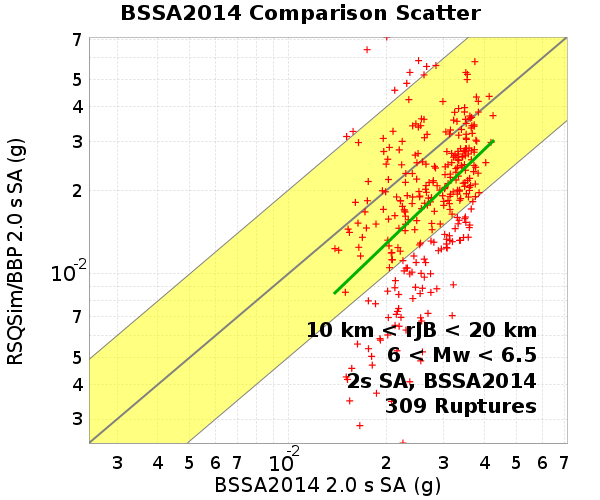 BSSA2014 Comparison Scatter
RSQSim/BBP 2.0 s SA (g)
7
5
4
3
2
10-2
7
5
4
3
10 km < rJB < 20 km
6 < Mw < 6.5
2s SA, BSSA2014
309 Ruptures
3 4 5 6 7 10-2 2 3 4 5 6 7
BSSA2014 2.0 s SA (g)